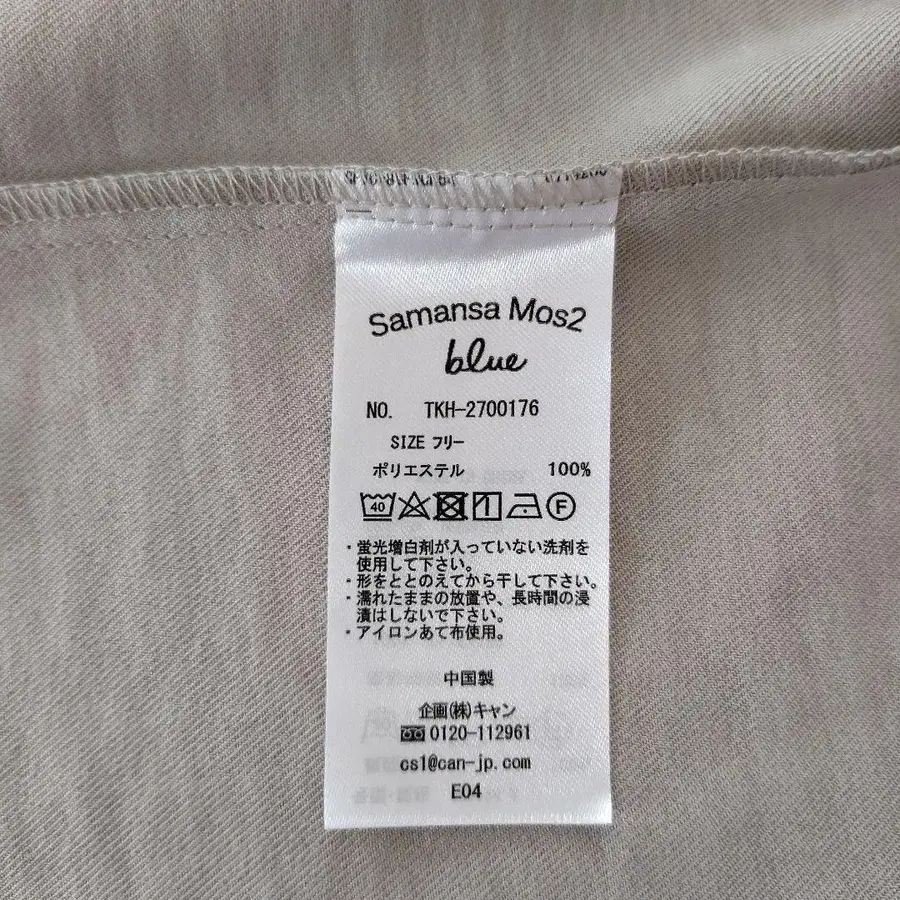 Samansa Mos2
blue
NO. TKH-2700176
SIZE フリー
ポリエステル 100%
40 F
・蛍光増白剤が入っていない洗剤を
使用して下さい。
・形をととのえてから干して下さい。
・濡れたままの放置や、長時間の浸
漬はしないで下さい。
・アイロンあて布使用。
中国製
企画(株)キャン
0120-112961
cs1@can-jp.com
E04